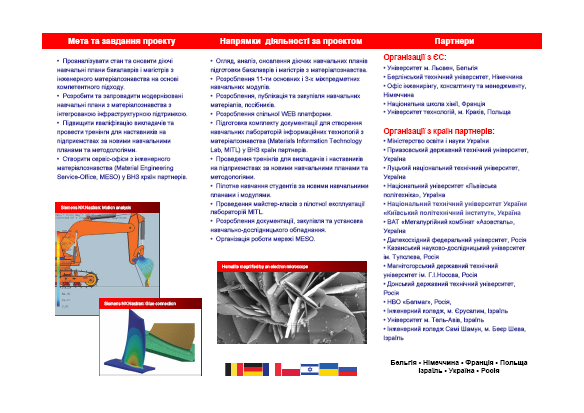 Мета та завдання проекту
• Проаналізувати стан та оновити діючі
навчальні плани бакалаврів і магістрів з
інженерного матеріалознавства на основі
компетентного підходу.
• Розробити та запровадити модернізовані
навчальні плани з матеріалознавства з
інтегрованою інфраструктурною підтримкою.
• Підвищити кваліфікацію викладачів та
провести тренінги для наставників на
підприємствах за новими навчальними
планами та методологіями.
• Створити сервіс-офіси з інженерного
матеріалознавства (Material Engineering
Service-Office, MESO) у ВНЗ країн партнерів.
Siemens NX Nastran: Motion analysis
Siemens NX Nastran: Glue connection
Напрямки діяльності за проектом
• Огляд, аналіз, оновлення діючих навчальних планів
підготовки бакалаврів і магістрів з матеріалознавства.
• Розроблення 11-ти основних і 3-х міжпредметних
навчальних модулів.
• Розроблення, публікація та закупівля навчальних
матеріалів, посібників.
• Розроблення спільної WEB платформи.
• Підготовка комплекту документації для створення
навчальних лабораторій інформаційних технологій з
матеріалознавства (Materials Information Technology
Lab, MITL) у ВНЗ країн партнерів.
• Проведення тренінгів для викладачів та наставників
на підприємствах за новими навчальними планами та
методологіями.
• Пілотне навчання студентів за новими навчальними
планами і модулями.
• Проведення майстер-класів з пілотної експлуатації
лабораторій MITL.
• Розроблення документації, закупівля та установка
навчально-дослідницького обладнання.
• Організація роботи мережі MESO.
Hematite magnified by an electron microscope
Партнери
Організації з ЄС:
• Університет м. Льовен, Бельгія
• Берлінський технічний університет, Німеччина
• Офіс інжинірингу, консалтингу та менеджменту,
Німеччина
• Національна школа хімії, Франція
• Університет технологій, м. Краків, Польща
Організації з країн партнерів:
• Міністерство освіти і науки України
• Приазовський державний технічний університет,
Україна
• Луцький національний технічний університет,
Україна
• Національний університет «Львівська
політехніка», Україна
• Національний технічний університет України
«Київський політехнічний інститут», Україна
• ВАТ «Металургійний комбінат «Азовсталь»,
Україна
• Далекосхідний федеральний університет, Росія
• Казанський науково-дослідницький університет
ім. Туполєва, Росія
• Магнітогорський державний технічний
університет ім. Г.І.Носова, Росія
• Донський державний технічний університет,
Росія
• НВО «Белмаг», Росія,
• Інженерний коледж, м. Єрусалим, Ізраїль
• Університет м. Тель-Авів, Ізраїль
• Інженерний коледж Самі Шамун, м. Беєр Шева,
Ізраїль
Бельгія • Німеччина • Франція • Польща
Ізраїль • Україна • Росія